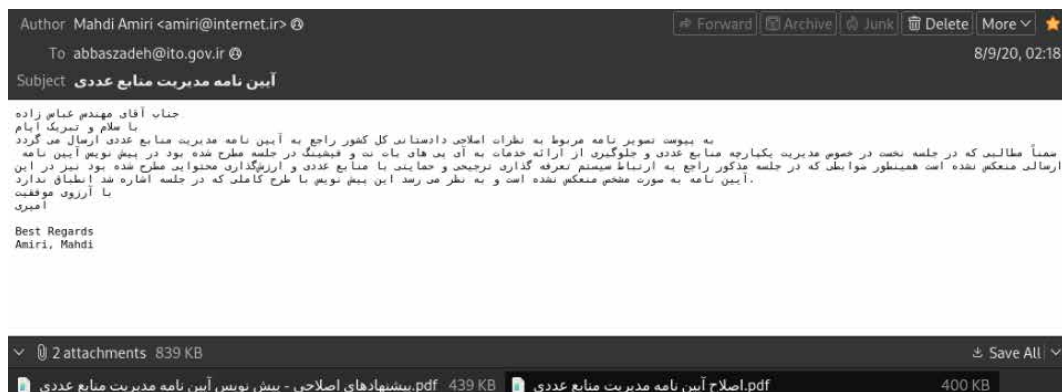 Author Mahdi Amiri <amiri@internet.ir>
Forward Archive Junk Delete More
To abbaszadeh@ito.gov.ir
8/9/20, 02:18
Subject آیین نامه مدیریت منابع عددی
جناب آقای مهندس عباس زاده
با سلام و تبریک ایام
به پیوست تصویر نامه مربوط به نظرات اصلاحی دادستانی کل کشور راجع به آیین نامه مدیریت منابع عددی ارسال می گردد
ضمناً مطالبی که در جلسه نخست در خصوص مدیریت یکپارچه منابع عددی و جلوگیری از ارائه خدمات به آی پی های بات نت و فیشینگ در جلسه مطرح شده بود در پیش نویس آیین نامه
ارسالی منعکس نشده است همینطور ضوابطی که در جلسه مذکور راجع به ارتباط سیستم تعرفه گذاری ترجیحی و حمایتی با منابع عددی و ارزشگذاری محتوایی مطرح شده بود نیز در این
آیین نامه به صورت مشخص منعکس نشده است و به نظر می رسد این پیش نویس با طرح کاملی که در جلسه اشاره شد انطباق ندارد.
با آرزوی موفقیت
امیری
Best Regards
Amiri, Mahdi
2 attachments 839 KB
Save All
پیشنهادهای اصلاحی - پیش نویس آیین نامه مدیریت منابع عددی.pdf 439 KB
اصلاح آیین نامه مدیریت منابع عددی.pdf 400 KB